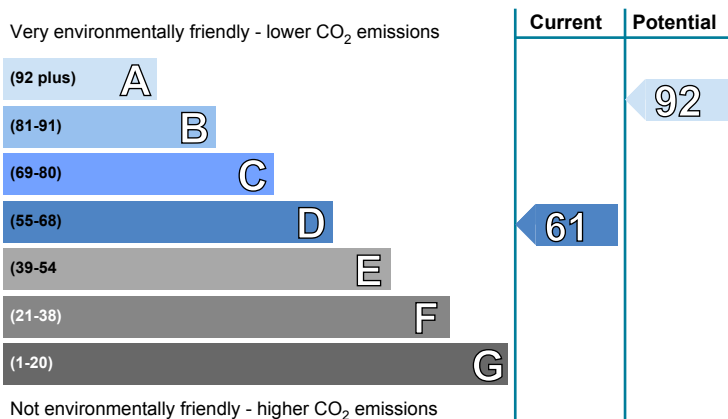 Current Potential
Very environmentally friendly - lower CO2 emissions
(92 plus) A
92
(81-91) B
(69-80) C
(55-68) D
61
(39-54 E
(21-38) F
(1-20) G
Not environmentally friendly - higher CO2 emissions